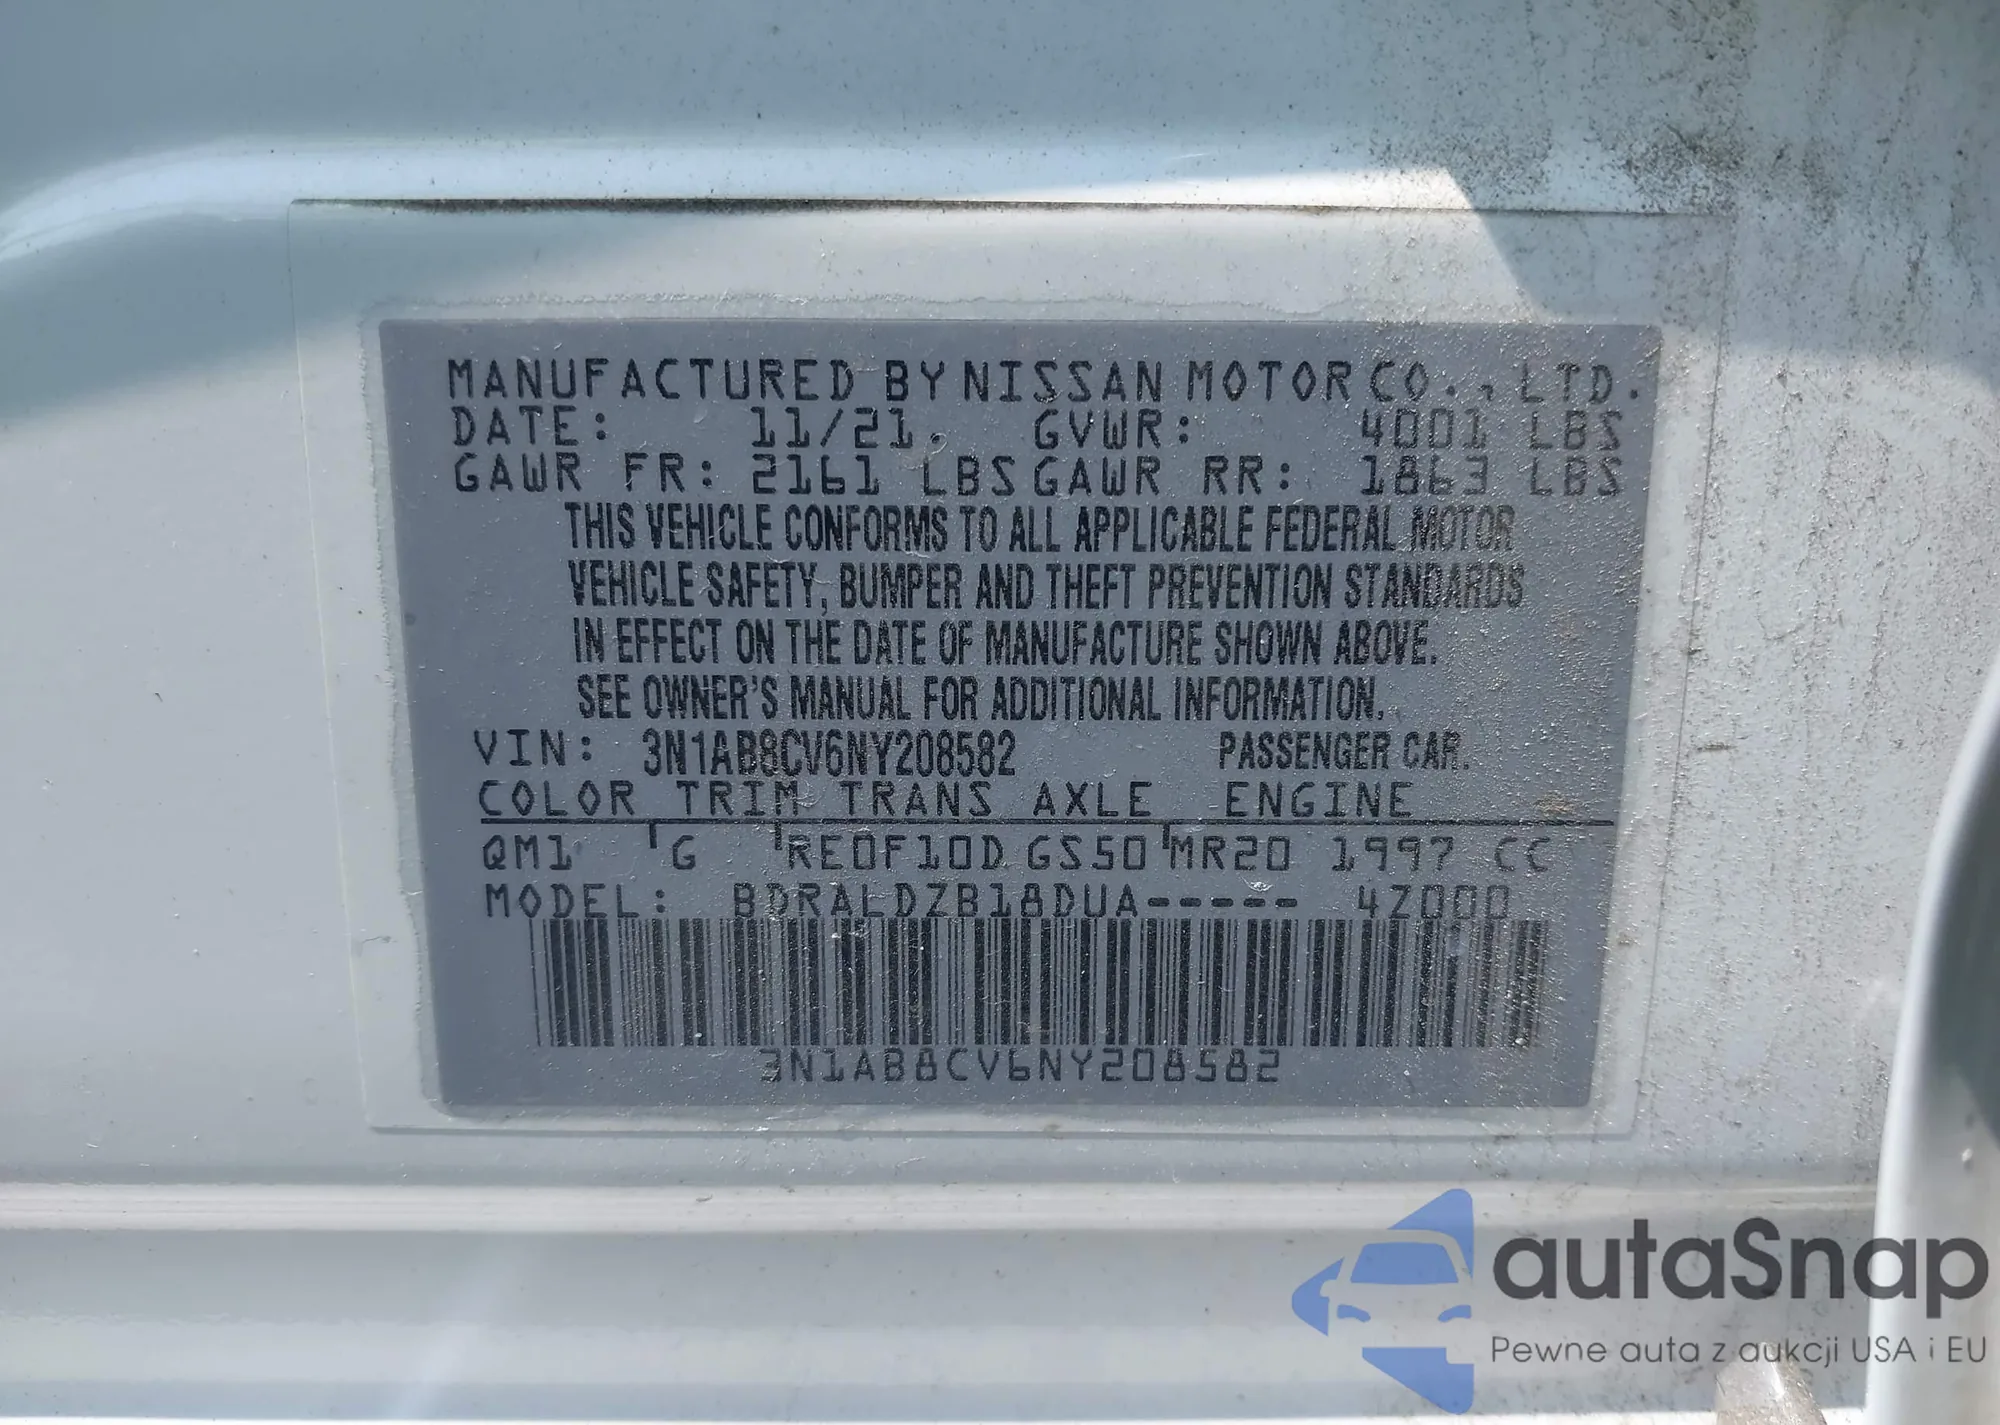 MANUFACTURED BY NISSAN MOTOR CO., LTD.
DATE: 11/21. GVWR: 4001 LBS
GAWR FR: 2161 LBS GAWR RR: 1863 LBS
THIS VEHICLE CONFORMS TO ALL APPLICABLE FEDERAL MOTOR
VEHICLE SAFETY, BUMPER AND THEFT PREVENTION STANDARDS
IN EFFECT ON THE DATE OF MANUFACTURE SHOWN ABOVE.
SEE OWNER'S MANUAL FOR ADDITIONAL INFORMATION.
VIN: 3N1AB8CV6NY208582 PASSENGER CAR.
COLOR TRIM TRANS AXLE ENGINE
QM1 G RE0F10D GS50 MR20 1997 CC
MODEL: BDRALDZB18DUA----- 4Z000
3N1AB8CV6NY208582
autaSnap
Pewne auta z aukcji USA i EU